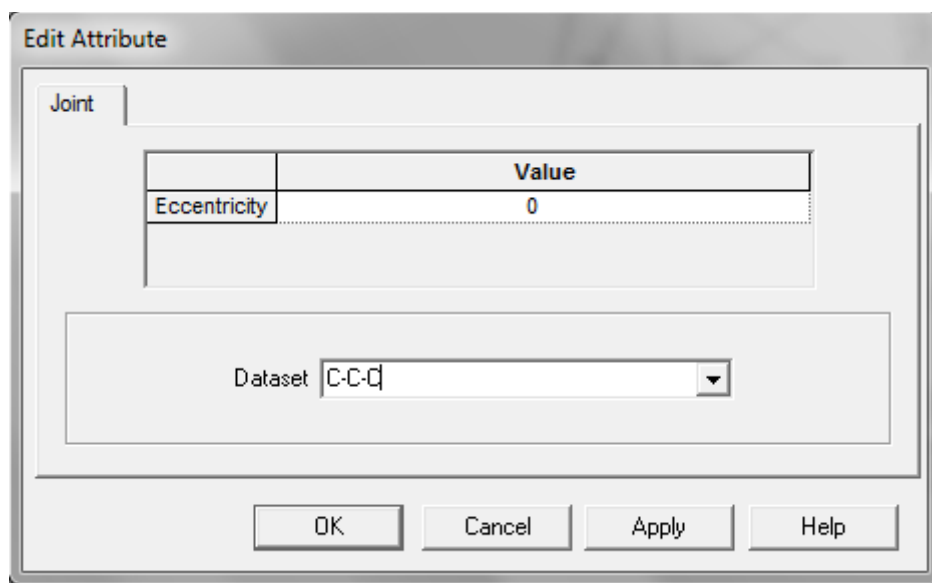 Edit Attribute
Joint
Value
Eccentricity 0
Dataset C-C-C
OK Cancel Apply Help